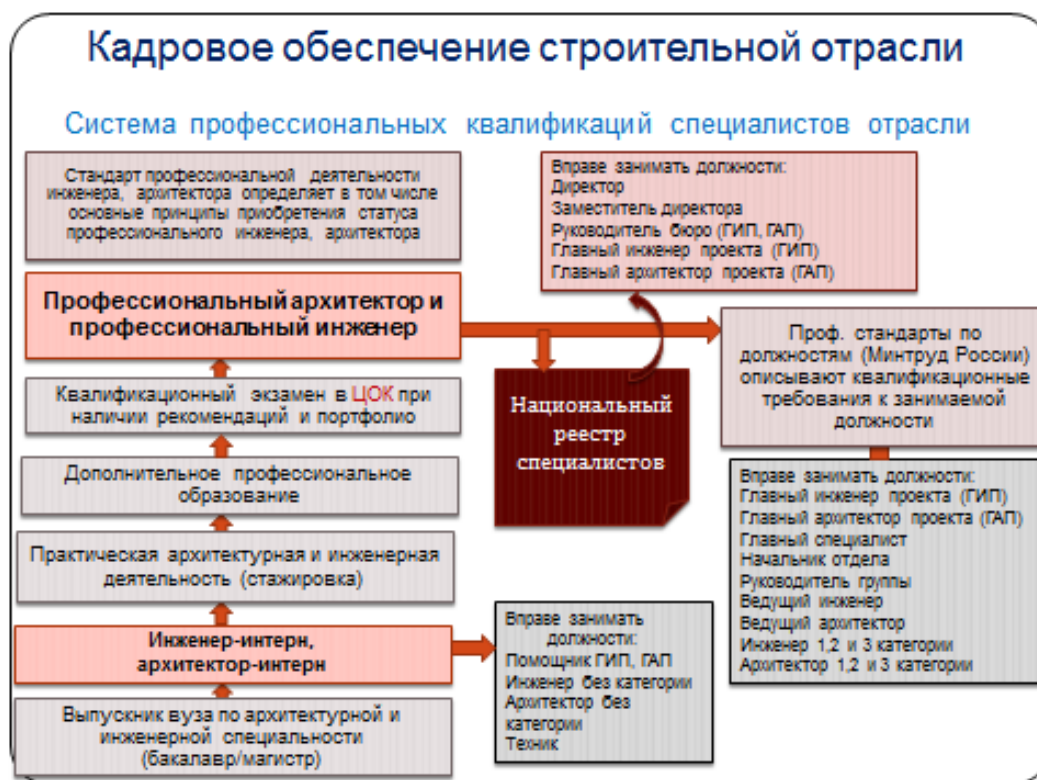 Кадровое обеспечение строительной отрасли
Система профессиональных квалификаций специалистов отрасли
Стандарт профессиональной деятельности
инженера, архитектора определяет в том числе
основные принципы приобретения статуса
профессионального инженера, архитектора
Профессиональный архитектор и
профессиональный инженер
Квалификационный экзамен в ЦОК при
наличии рекомендаций и портфолио
Дополнительное профессиональное
образование
Практическая архитектурная и инженерная
деятельность (стажировка)
Инженер-интерн,
архитектор-интерн
Выпускник вуза по архитектурной и
инженерной специальности
(бакалавр/магистр)
Вправе занимать должности:
Директор
Заместитель директора
Руководитель бюро (ГИП, ГАП)
Главный инженер проекта (ГИП)
Главный архитектор проекта (ГАП)
Национальный
реестр
специалистов
Проф. стандарты по
должностям (Минтруд России)
описывают квалификационные
требования к занимаемой
должности
Вправе занимать должности:
Главный инженер проекта (ГИП)
Главный архитектор проекта (ГАП)
Главный специалист
Начальник отдела
Руководитель группы
Ведущий инженер
Ведущий архитектор
Инженер 1,2 и 3 категории
Архитектор 1,2 и 3 категории
Вправе занимать
должности:
Помощник ГИП, ГАП
Инженер без категории
Архитектор без
категории
Техник